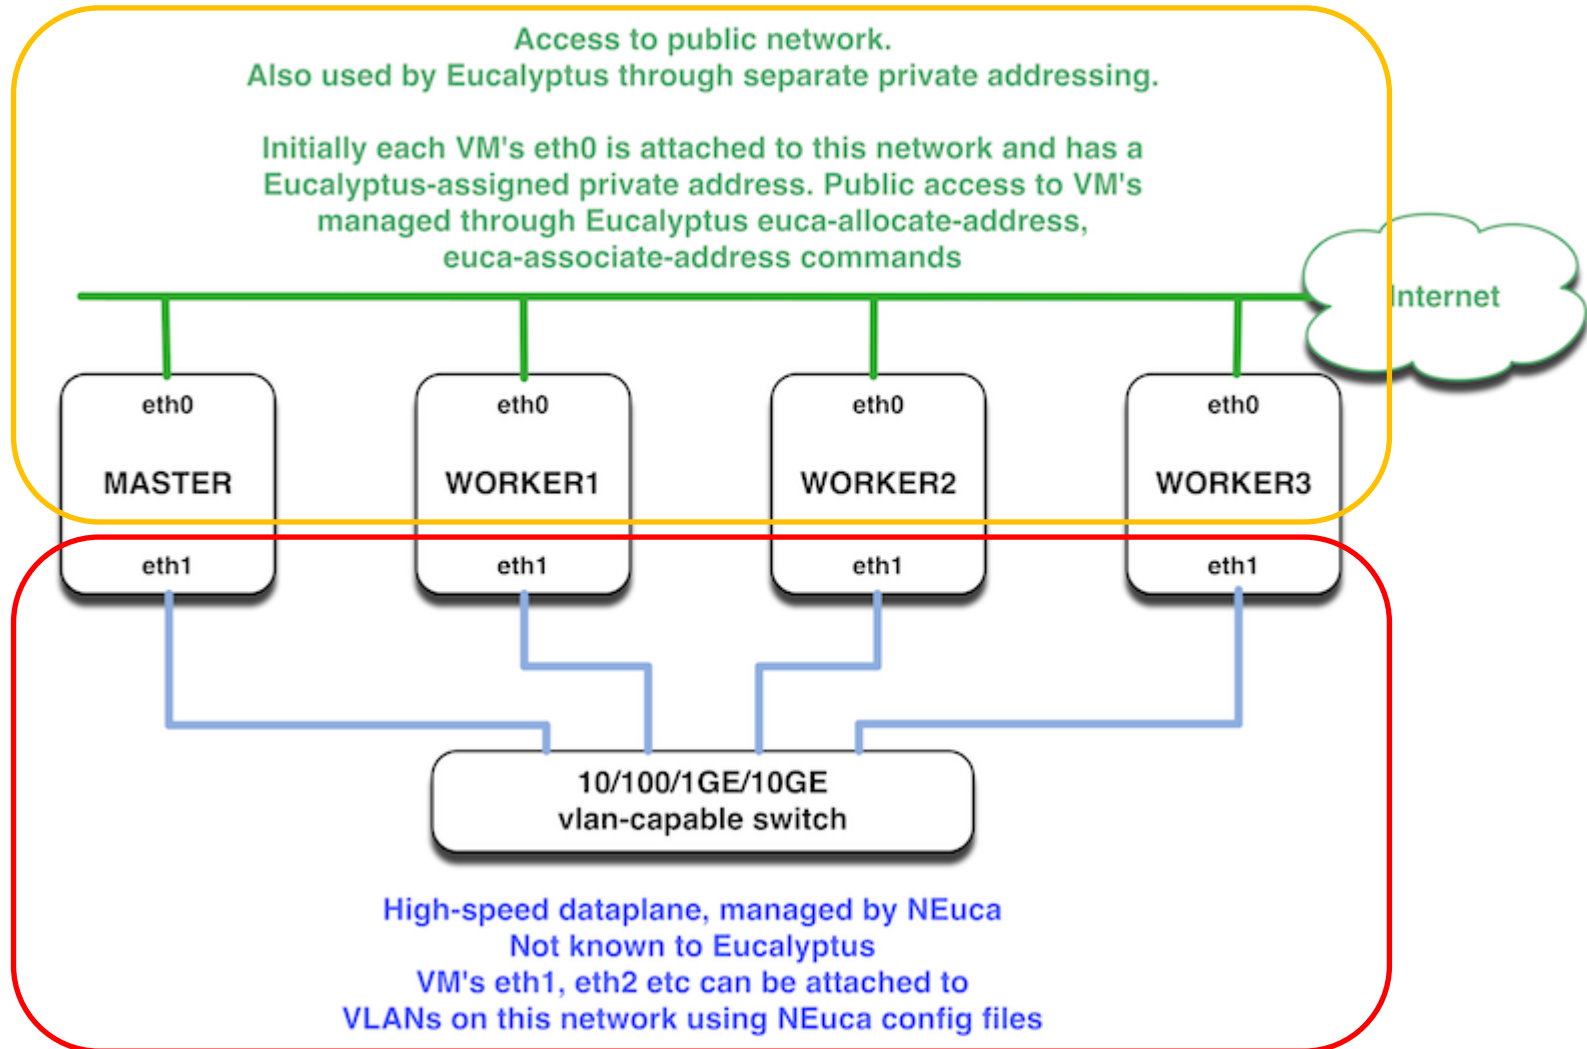 Access to public network.
Also used by Eucalyptus through separate private addressing.
Initially each VM's eth0 is attached to this network and has a
Eucalyptus-assigned private address. Public access to VM's
managed through Eucalyptus euca-allocate-address,
euca-associate-address commands
Internet
eth0
eth0
eth0
eth0
MASTER
WORKER1
WORKER2
WORKER3
eth1
eth1
eth1
eth1
10/100/1GE/10GE
vlan-capable switch
High-speed dataplane, managed by NEuca
Not known to Eucalyptus
VM's eth1, eth2 etc can be attached to
VLANs on this network using NEuca config files